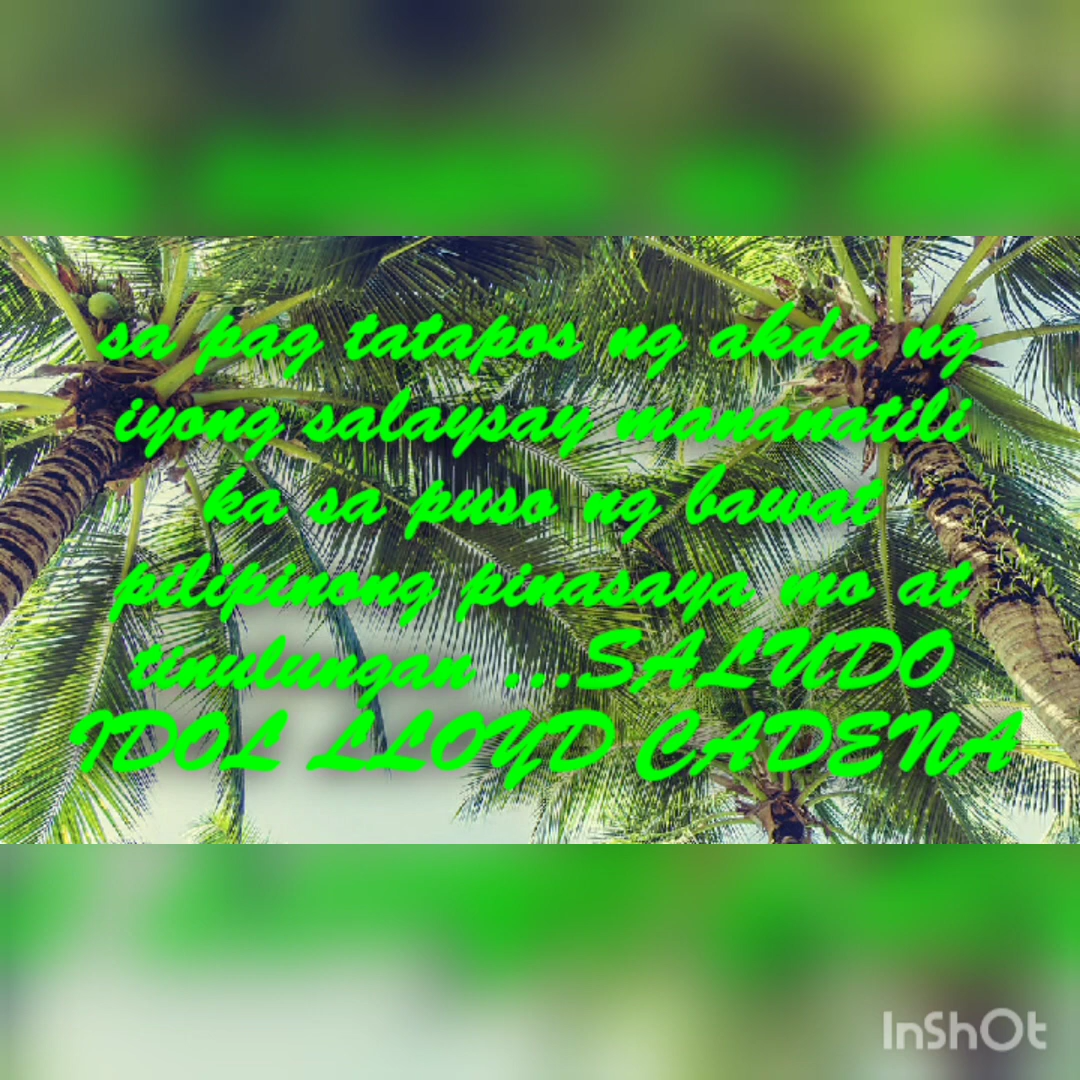 sa pag tatapos ng akda ng
iyong salaysay mananatili
ka sa puso ng bawat
pilipinong pinasaya mo at
tinulungan ...SALUDO
IDOL LLOYD CADENA
InShOt